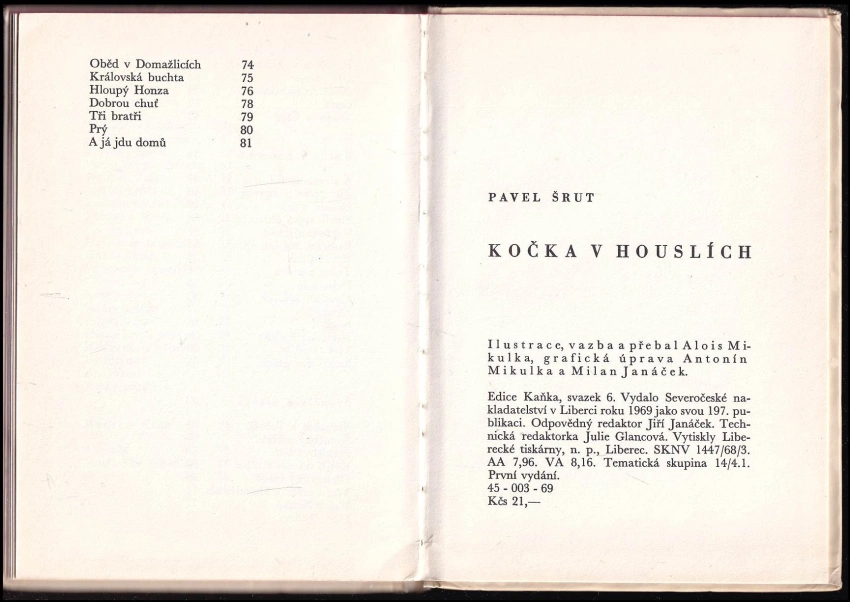 Oběd v Domažlicích 74
Královská buchta 75
Hloupý Honza 76
Dobrou chuť 78
Tři bratři 79
Prý 80
A já jdu domů 81
PAVEL ŠRUT
KOČKA V HOUSLÍCH
Ilustrace, vazba a přebal Alois Mi-
kulka, grafická úprava Antonín
Mikulka a Milan Janáček.
Edice Kaňka, svazek 6. Vydalo Severočeské na-
kladatelství v Liberci roku 1969 jako svou 197. pu-
blikaci. Odpovědný redaktor Jiří Janáček. Tech-
nická redaktorka Julie Glancová. Vytiskly Libe-
recké tiskárny, n. p., Liberec. SKNV 1447/68/3.
AA 7,96. VA 8,16. Tematická skupina 14/4.1.
První vydání.
45 - 003 - 69
Kčs 21,—